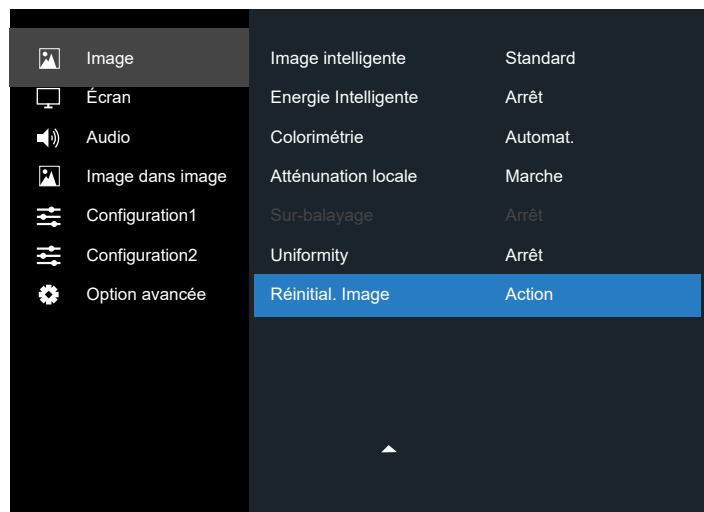 Image Image intelligente Standard
Écran Energie Intelligente Arrêt
Audio Colorimétrie Automat.
Image dans image Atténunation locale Marche
Configuration1 Sur-balayage Arrêt
Configuration2 Uniformity Arrêt
Option avancée Réinitial. Image Action